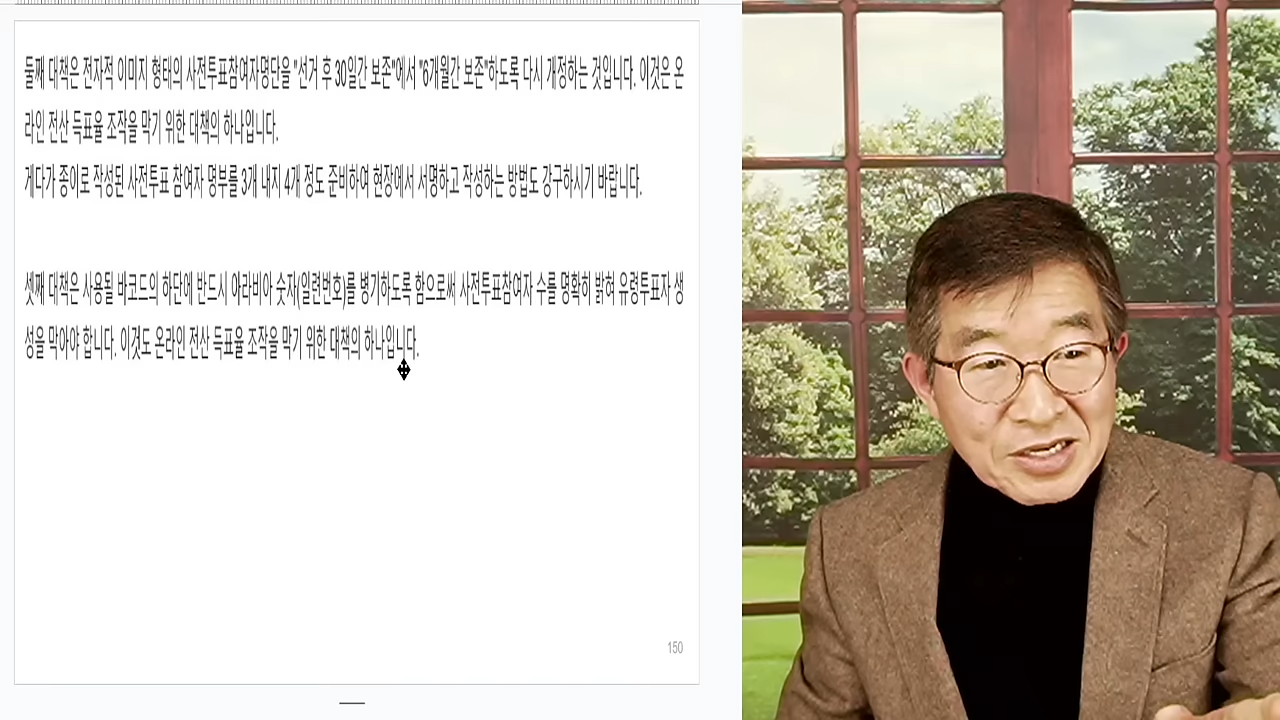 둘째 대책은 전자적 이미지 형태의 사전투표참여자명단을 "선거 후 30일간 보존"에서 "6개월간 보존"하도록 다시 개정하는 것입니다. 이것은 온
라인 전산 득표율 조작을 막기 위한 대책의 하나입니다.
게다가 종이로 작성된 사전투표 참여자 명부를 3개 내지 4개 정도 준비하여 현장에서 서명하고 작성하는 방법도 강구하시기 바랍니다.
셋째 대책은 사용될 바코드의 하단에 반드시 아라비아 숫자(일련번호)를 병기하도록 함으로써 사전투표참여자 수를 명확히 밝혀 유령투표자 생
성을 막아야 합니다. 이것도 온라인 전산 득표율 조작을 막기 위한 대책의 하나입니다.
150